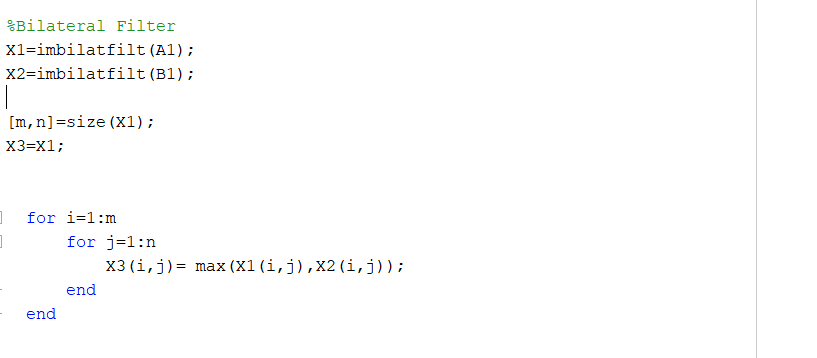 %Bilateral Filter
X1=imbilatfilt(A1);
X2=imbilatfilt(B1);
[m,n]=size(X1);
X3=X1;
for i=1:m
for j=1:n
X3(i,j)= max(X1(i,j),X2(i,j));
end
end